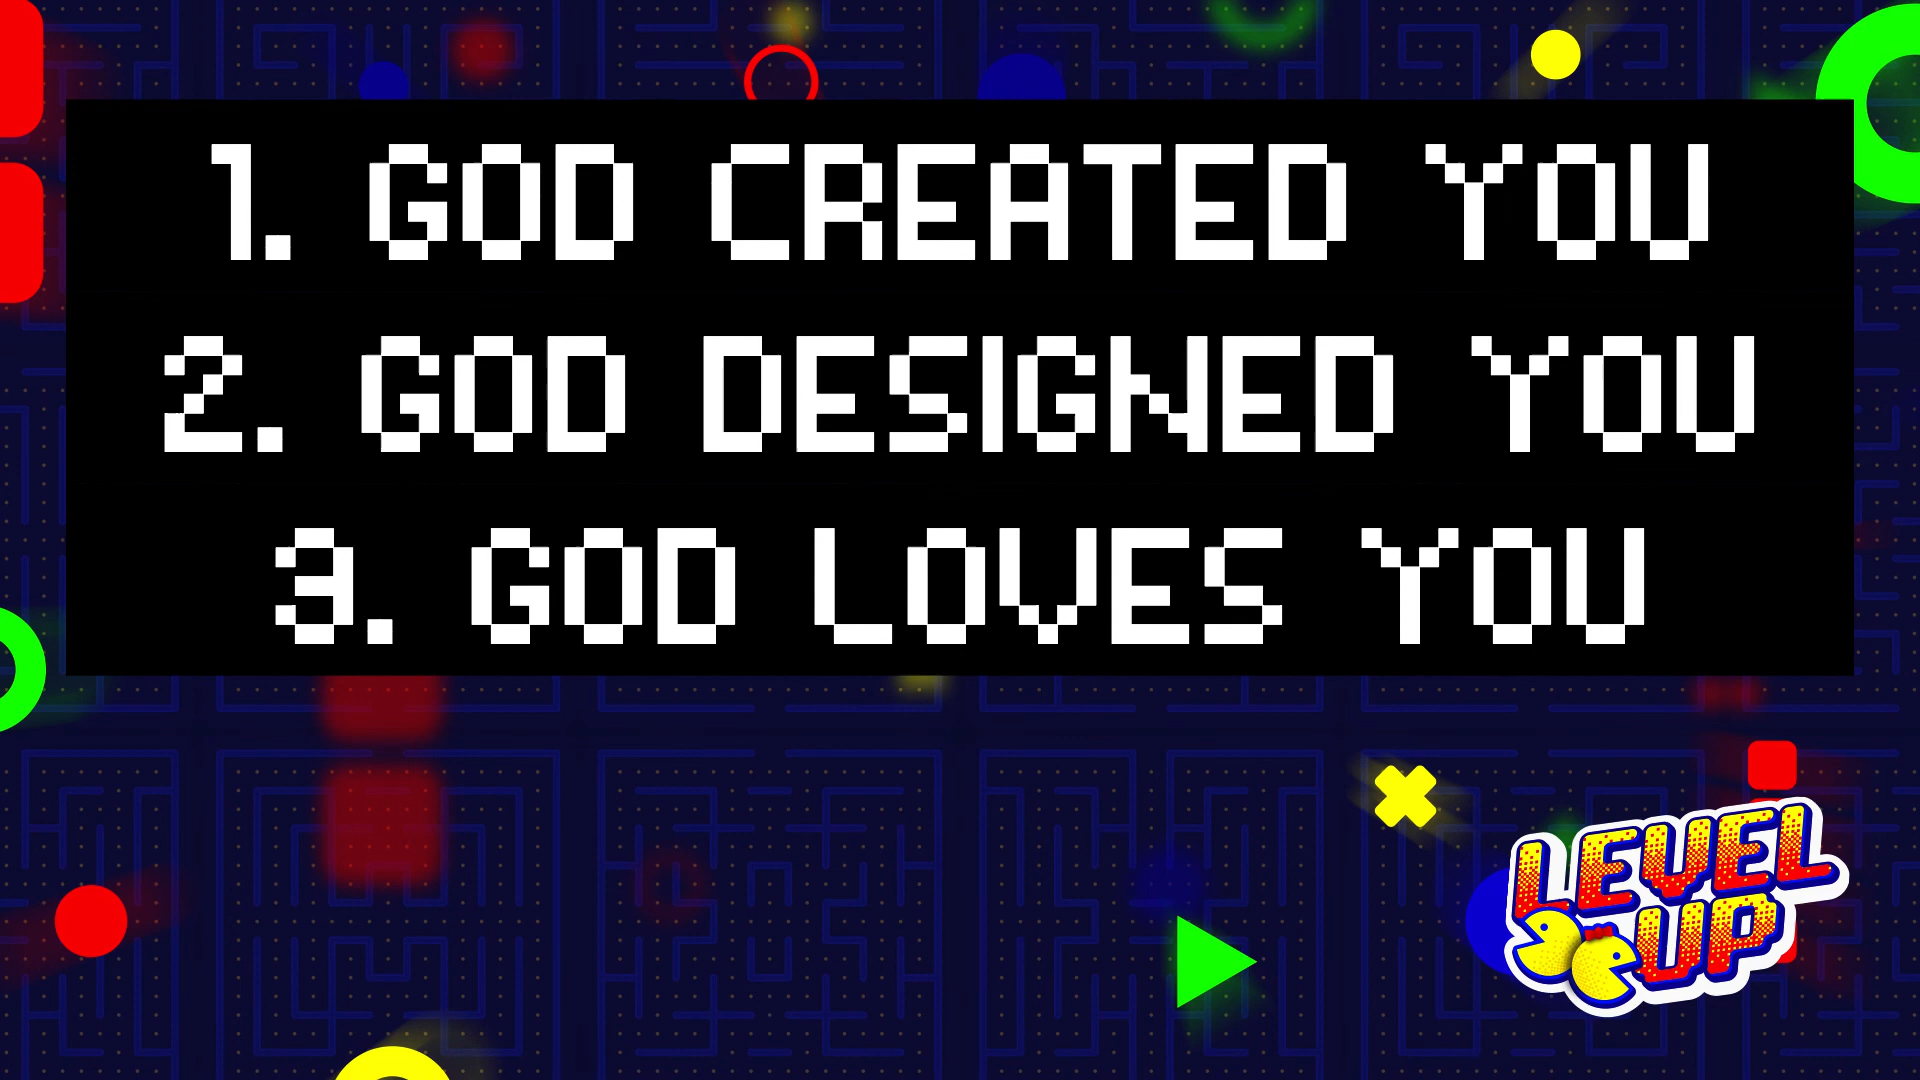 1. GOD CREATED YOU
2. GOD DESIGNED YOU
3. GOD LOVES YOU
LEVEL
UP